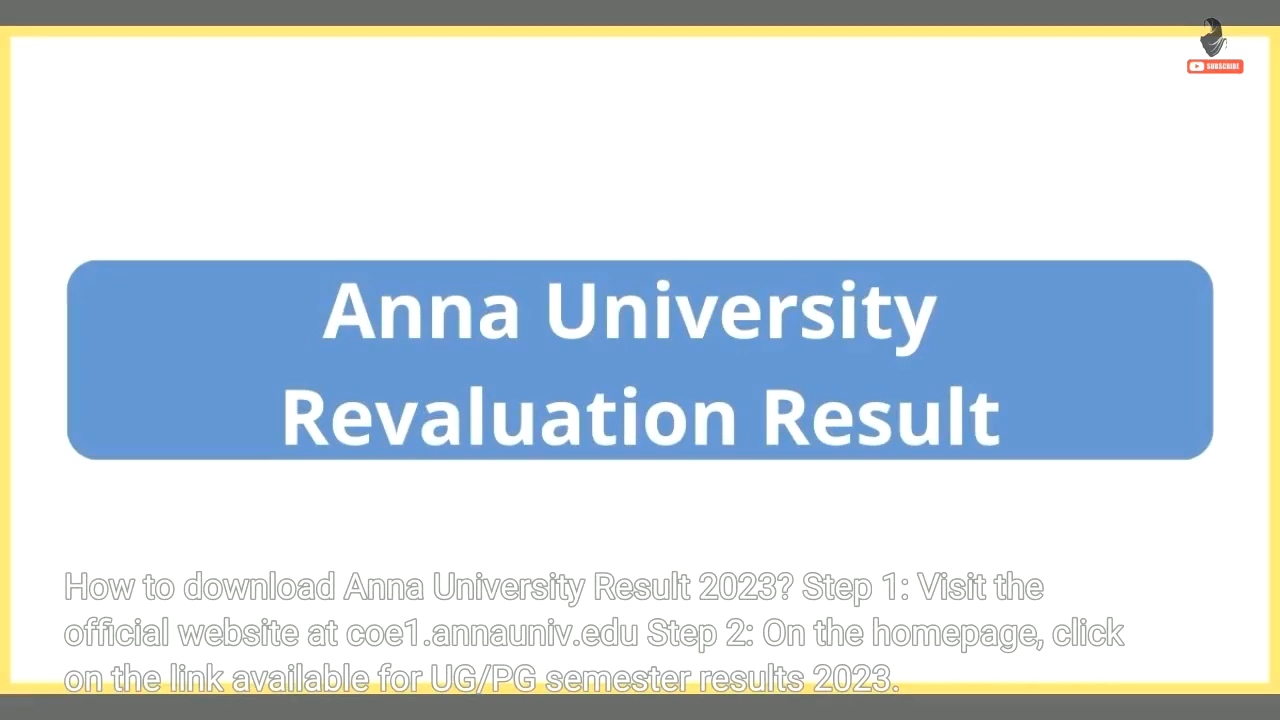 SUBSCRIBE
Anna University
Revaluation Result
How to download Anna University Result 2023? Step 1: Visit the
official website at coe1.annauniv.edu Step 2: On the homepage, click
on the link available for UG/PG semester results 2023.